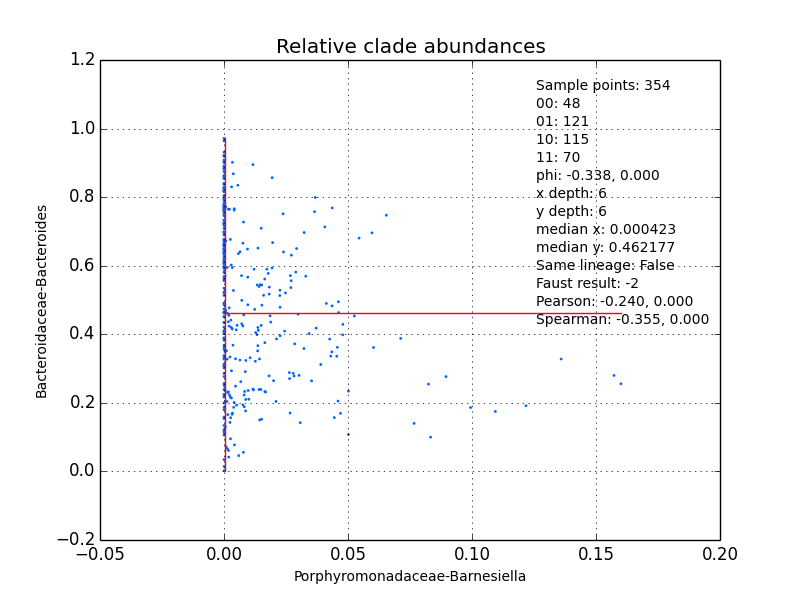 Relative clade abundances
1.2
1.0
0.8
0.6
0.4
0.2
0.0
−0.2
Bacteroidaceae-Bacteroides
Sample points: 354
00: 48
01: 121
10: 115
11: 70
phi: -0.338, 0.000
x depth: 6
y depth: 6
median x: 0.000423
median y: 0.462177
Same lineage: False
Faust result: -2
Pearson: -0.240, 0.000
Spearman: -0.355, 0.000
−0.05 0.00 0.05 0.10 0.15 0.20
Porphyromonadaceae-Barnesiella